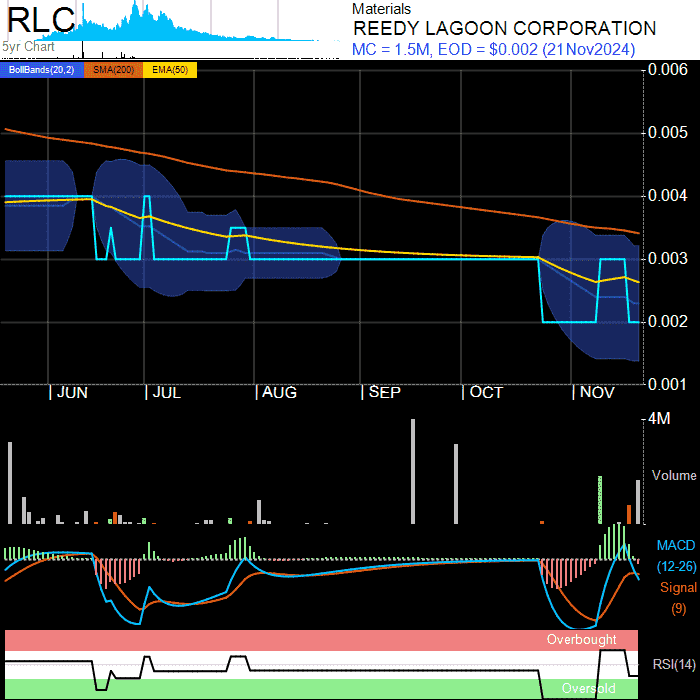 RLC
5yr Chart
Materials
REEDY LAGOON CORPORATION
MC = 1.5M, EOD = $0.002 (21Nov2024)
BollBands(20,2) SMA(200) EMA(50)
0.006
0.005
0.004
0.003
0.002
0.001
JUN JUL AUG SEP OCT NOV
4M
Volume
MACD
(12-26)
Signal
(9)
Overbought
RSI(14)
Oversold